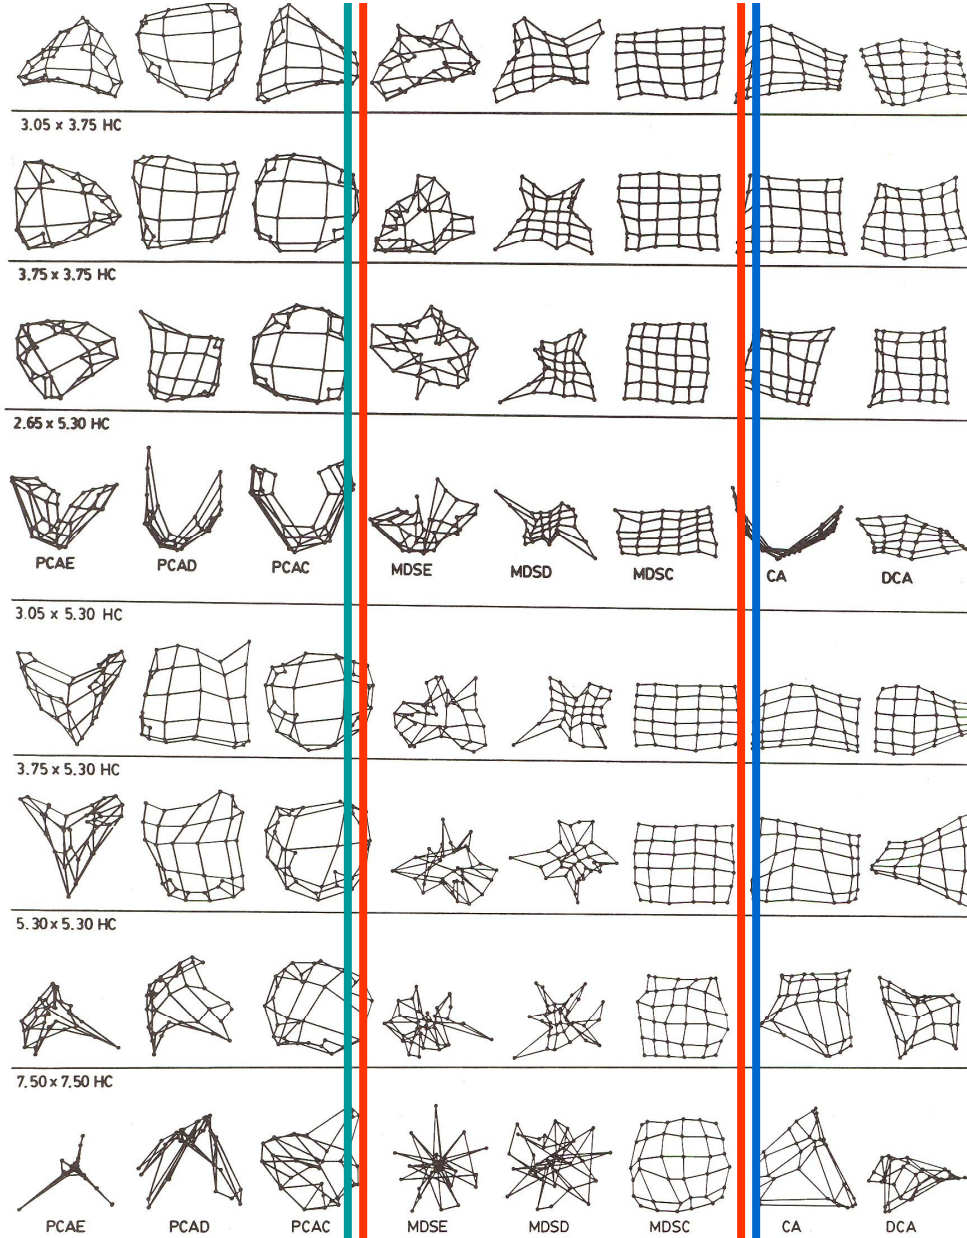 3.05 x 3.75 HC
3.75 x 3.75 HC
2.65 x 5.30 HC
PCAE PCAD PCAC MDSE MDSD MDSC CA DCA
3.05 x 5.30 HC
3.75 x 5.30 HC
5.30 x 5.30 HC
7.50 x 7.50 HC
PCAE PCAD PCAC MDSE MDSD MDSC CA DCA